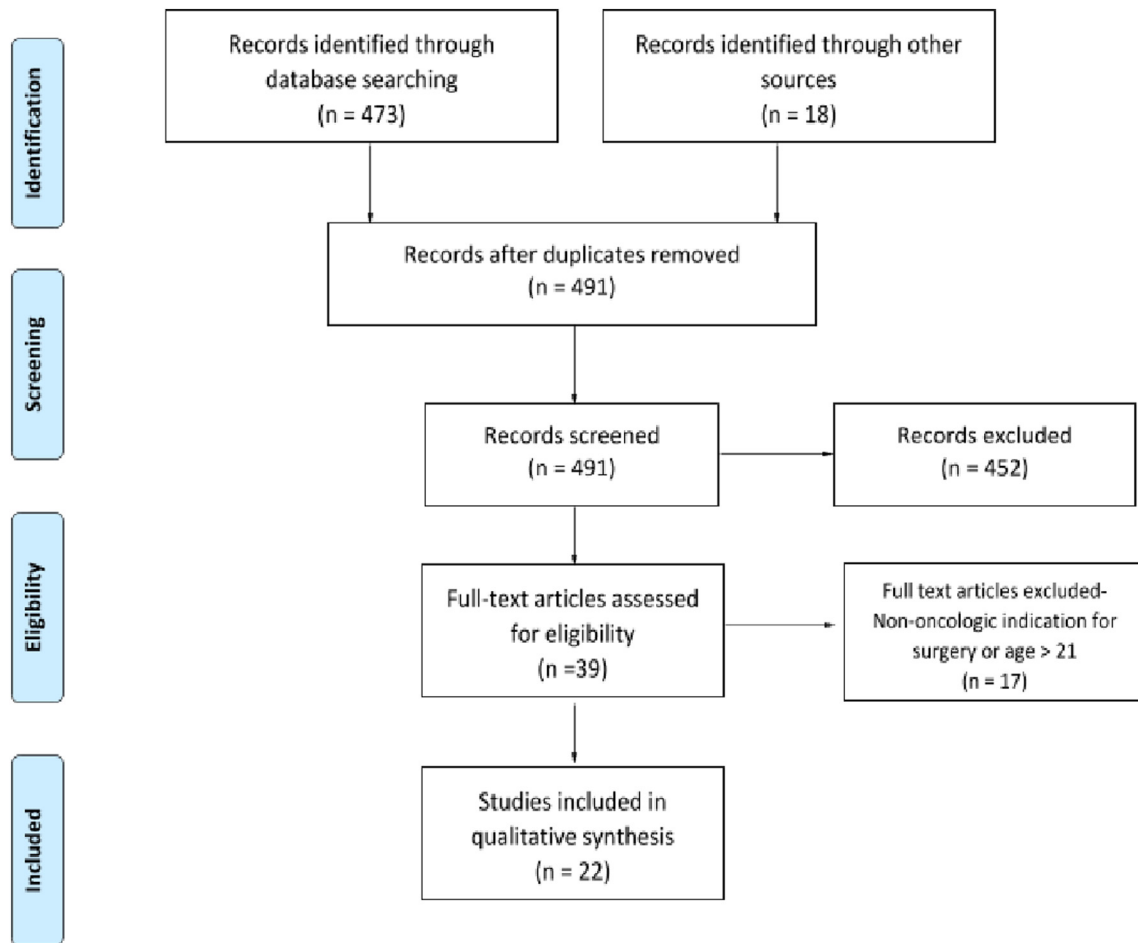 Identification
Records identified through
database searching
(n = 473)
Records identified through other
sources
(n = 18)
Records after duplicates removed
(n = 491)
Screening
Records screened
(n = 491)
Records excluded
(n = 452)
Eligibility
Full-text articles assessed
for eligibility
(n =39)
Full text articles excluded-
Non-oncologic indication for
surgery or age > 21
(n = 17)
Included
Studies included in
qualitative synthesis
(n = 22)